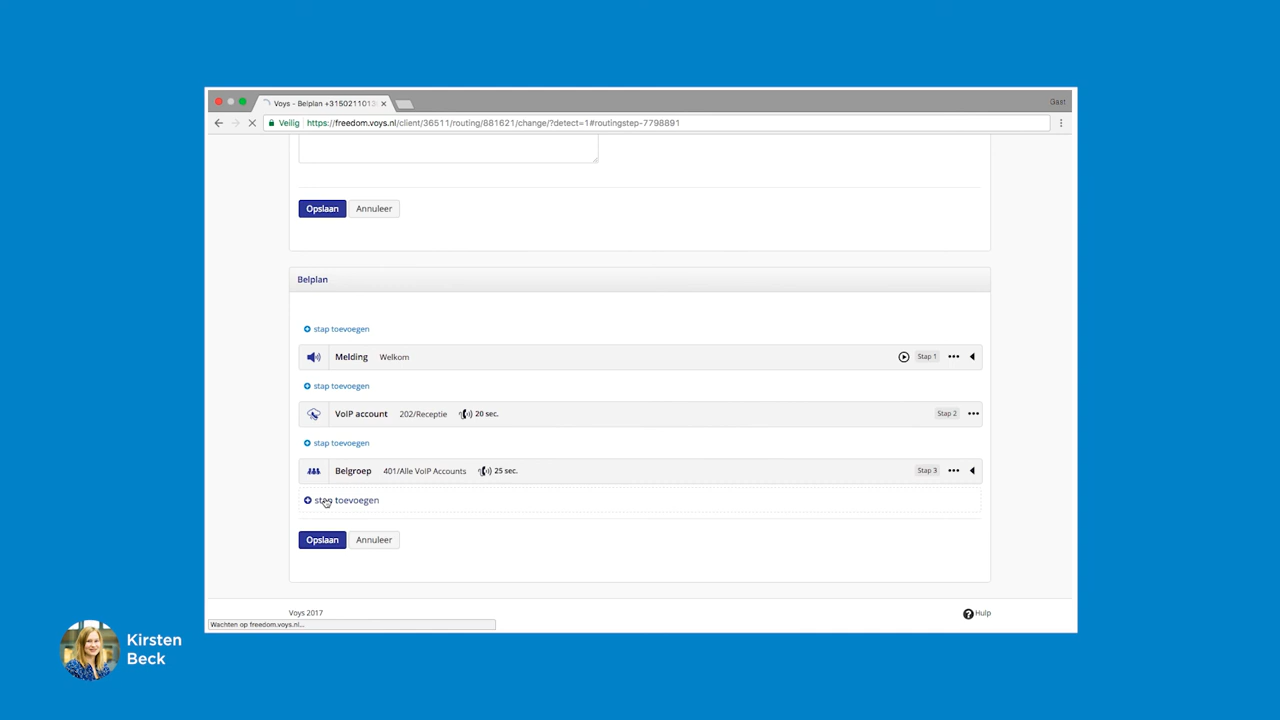 Voys - Belplan +3150211013
Gast
Veilig https://freedom.voys.nl/client/36511/routing/881621/change/?detect=1#routingstep-7798891
Opslaan Annuleer
Belplan
stap toevoegen
Melding Welkom Stap 1
stap toevoegen
VoIP account 202/Receptie 20 sec. Stap 2
stap toevoegen
Belgroep 401/Alle VoIP Accounts 25 sec. Stap 3
stap toevoegen
Opslaan Annuleer
Voys 2017 Hulp
Wachten op freedom.voys.nl...
Kirsten
Beck